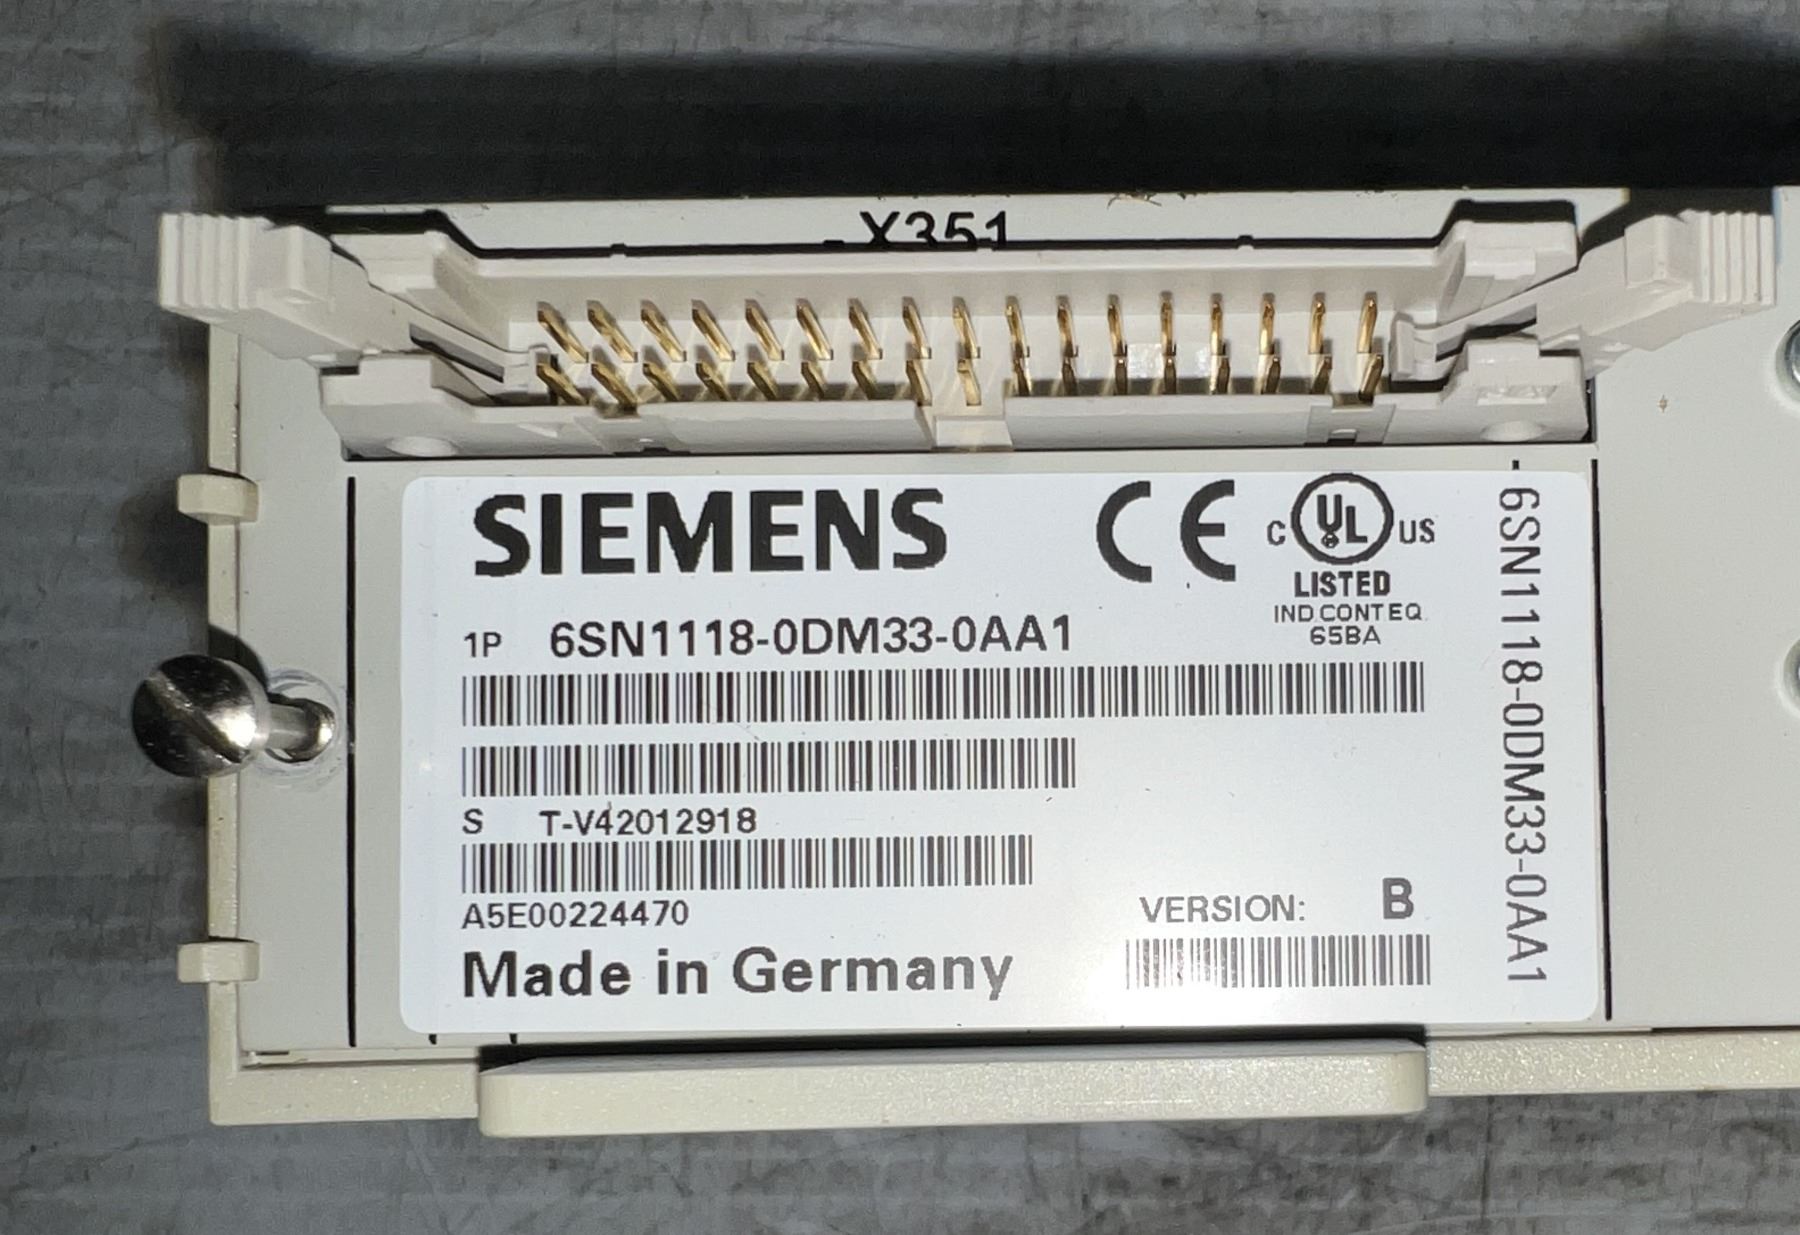 X351
SIEMENS
CE
C UL US
LISTED
IND.CONT.EQ.
65BA
1P 6SN1118-0DM33-0AA1
S T-V42012918
A5E00224470
VERSION: B
Made in Germany
6SN1118-0DM33-0AA1